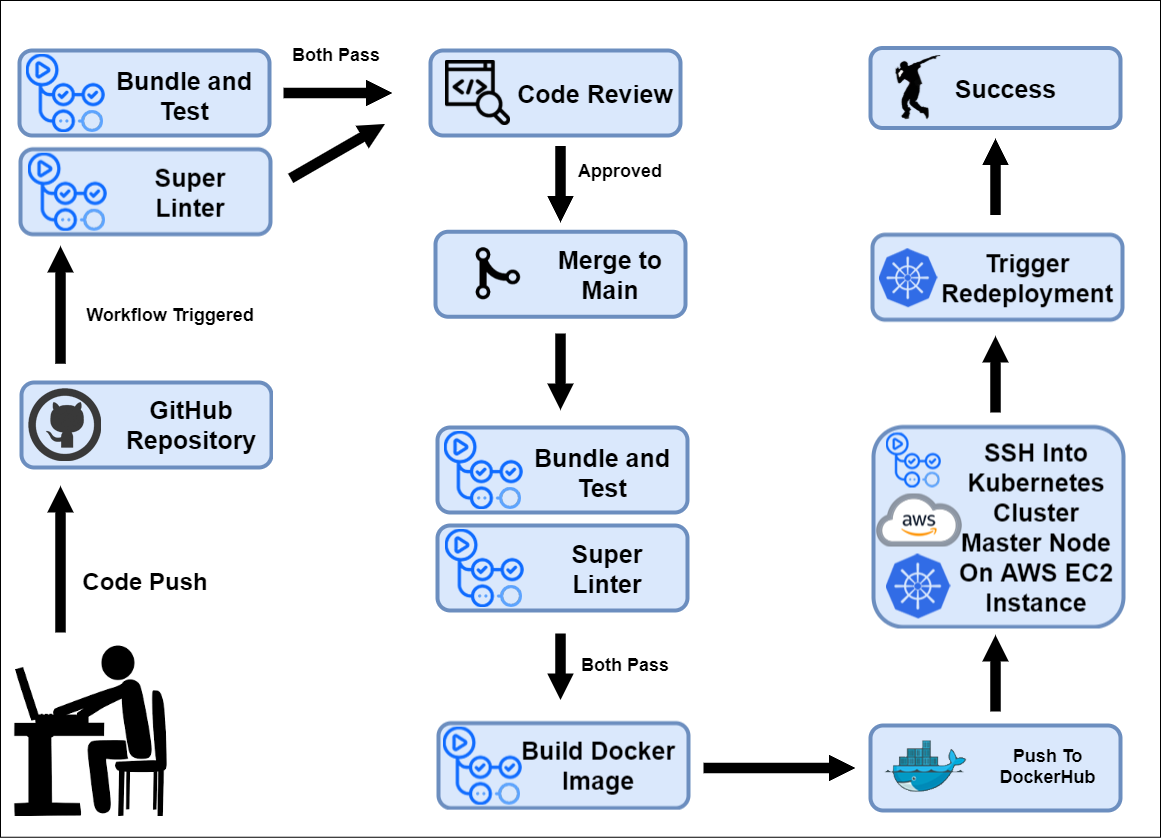 Code Push
GitHub
Repository
Workflow Triggered
Bundle and
Test
Super
Linter
Both Pass
</>
Code Review
Approved
Merge to
Main
Bundle and
Test
Super
Linter
Both Pass
Build Docker
Image
Push To
DockerHub
aws
SSH Into
Kubernetes
Cluster
Master Node
On AWS EC2
Instance
Trigger
Redeployment
Success